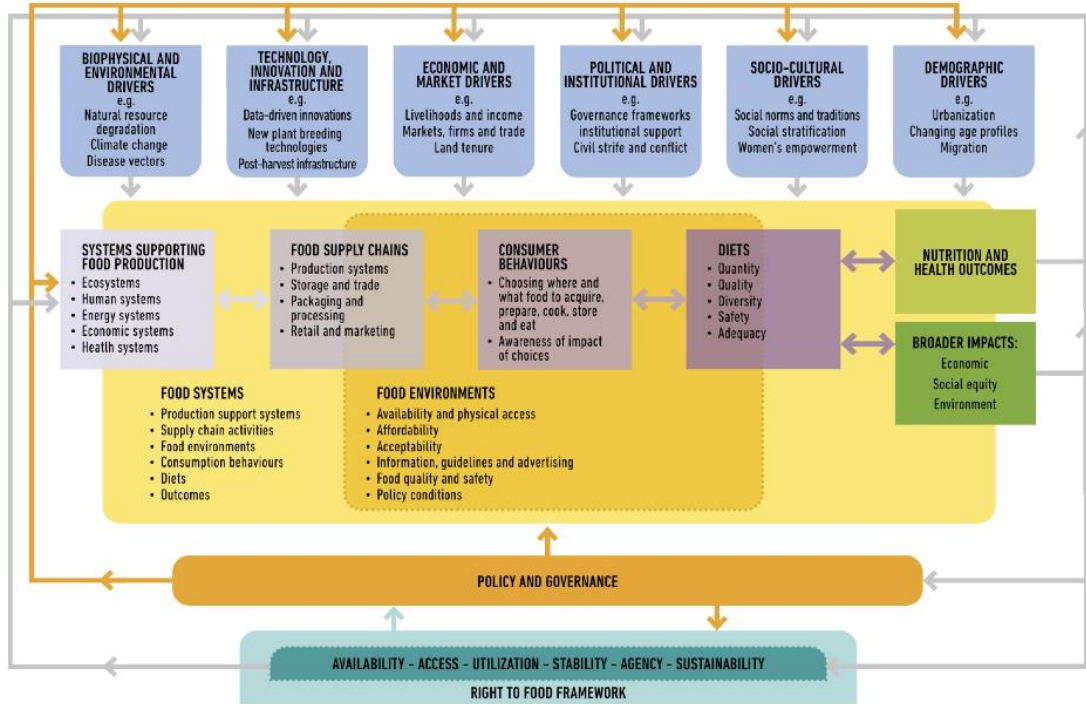 BIOPHYSICAL AND
ENVIRONMENTAL
DRIVERS
e.g.
Natural resource
degradation
Climate change
Disease vectors
TECHNOLOGY,
INNOVATION AND
INFRASTRUCTURE
e.g.
Data-driven innovations
New plant breeding
technologies
Post-harvest infrastructure
ECONOMIC AND
MARKET DRIVERS
e.g.
Livelihoods and income
Markets, firms and trade
Land tenure
POLITICAL AND
INSTITUTIONAL DRIVERS
e.g.
Governance frameworks
institutional support
Civil strife and conflict
SOCIO-CULTURAL
DRIVERS
e.g.
Social norms and traditions
Social stratification
Women's empowerment
DEMOGRAPHIC
DRIVERS
e.g.
Urbanization
Changing age profiles
Migration
SYSTEMS SUPPORTING
FOOD PRODUCTION
• Ecosystems
• Human systems
• Energy systems
• Economic systems
• Heatlh systems
FOOD SUPPLY CHAINS
• Production systems
• Storage and trade
• Packaging and
processing
• Retail and marketing
CONSUMER
BEHAVIOURS
• Choosing where and
what food to acquire,
prepare, cook, store
and eat
• Awareness of impact
of choices
DIETS
• Quantity
• Quality
• Diversity
• Safety
• Adequacy
NUTRITION AND
HEALTH OUTCOMES
BROADER IMPACTS:
Economic
Social equity
Environment
FOOD SYSTEMS
• Production support systems
• Supply chain activities
• Food environments
• Consumption behaviours
• Diets
• Outcomes
FOOD ENVIRONMENTS
• Availability and physical access
• Affordability
• Acceptability
• Information, guidelines and advertising
• Food quality and safety
• Policy conditions
POLICY AND GOVERNANCE
AVAILABILITY – ACCESS – UTILIZATION – STABILITY – AGENCY – SUSTAINABILITY
RIGHT TO FOOD FRAMEWORK